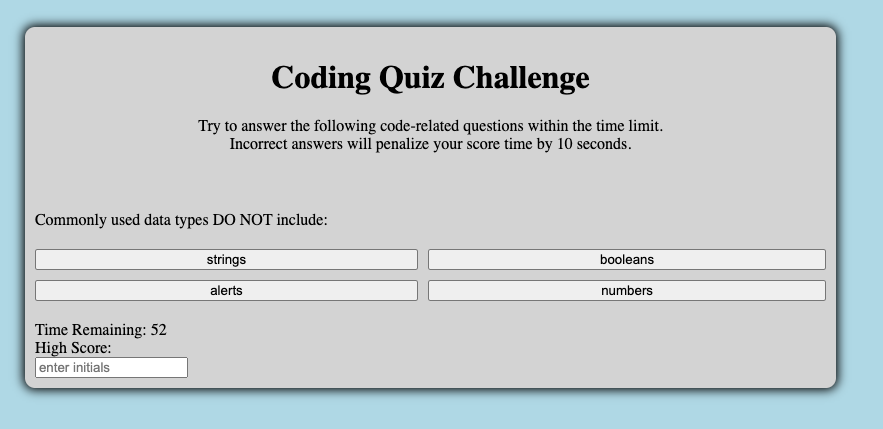 Coding Quiz Challenge
Try to answer the following code-related questions within the time limit.
Incorrect answers will penalize your score time by 10 seconds.
Commonly used data types DO NOT include:
strings
booleans
alerts
numbers
Time Remaining: 52
High Score:
enter initials